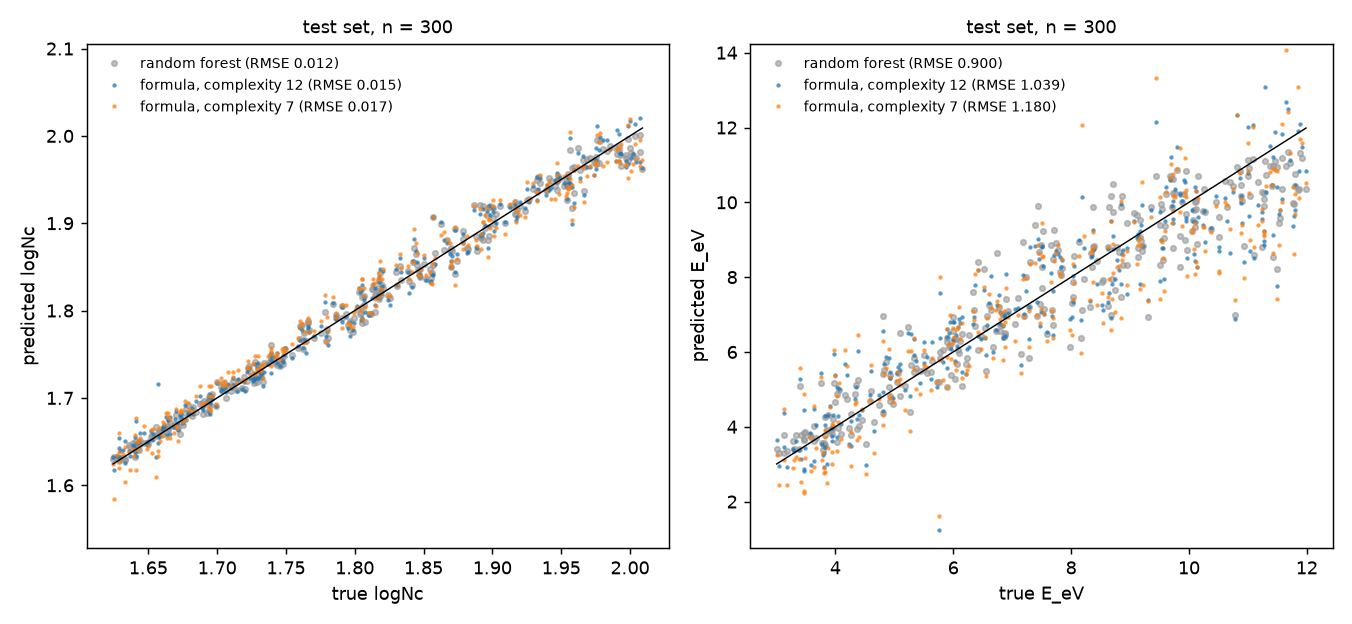 test set, n = 300
random forest (RMSE 0.012)
formula, complexity 12 (RMSE 0.015)
formula, complexity 7 (RMSE 0.017)
predicted logNc
2.1
2.0
1.9
1.8
1.7
1.6
1.65 1.70 1.75 1.80 1.85 1.90 1.95 2.00
true logNc
test set, n = 300
random forest (RMSE 0.900)
formula, complexity 12 (RMSE 1.039)
formula, complexity 7 (RMSE 1.180)
predicted E_eV
14
12
10
8
6
4
2
4 6 8 10 12
true E_eV